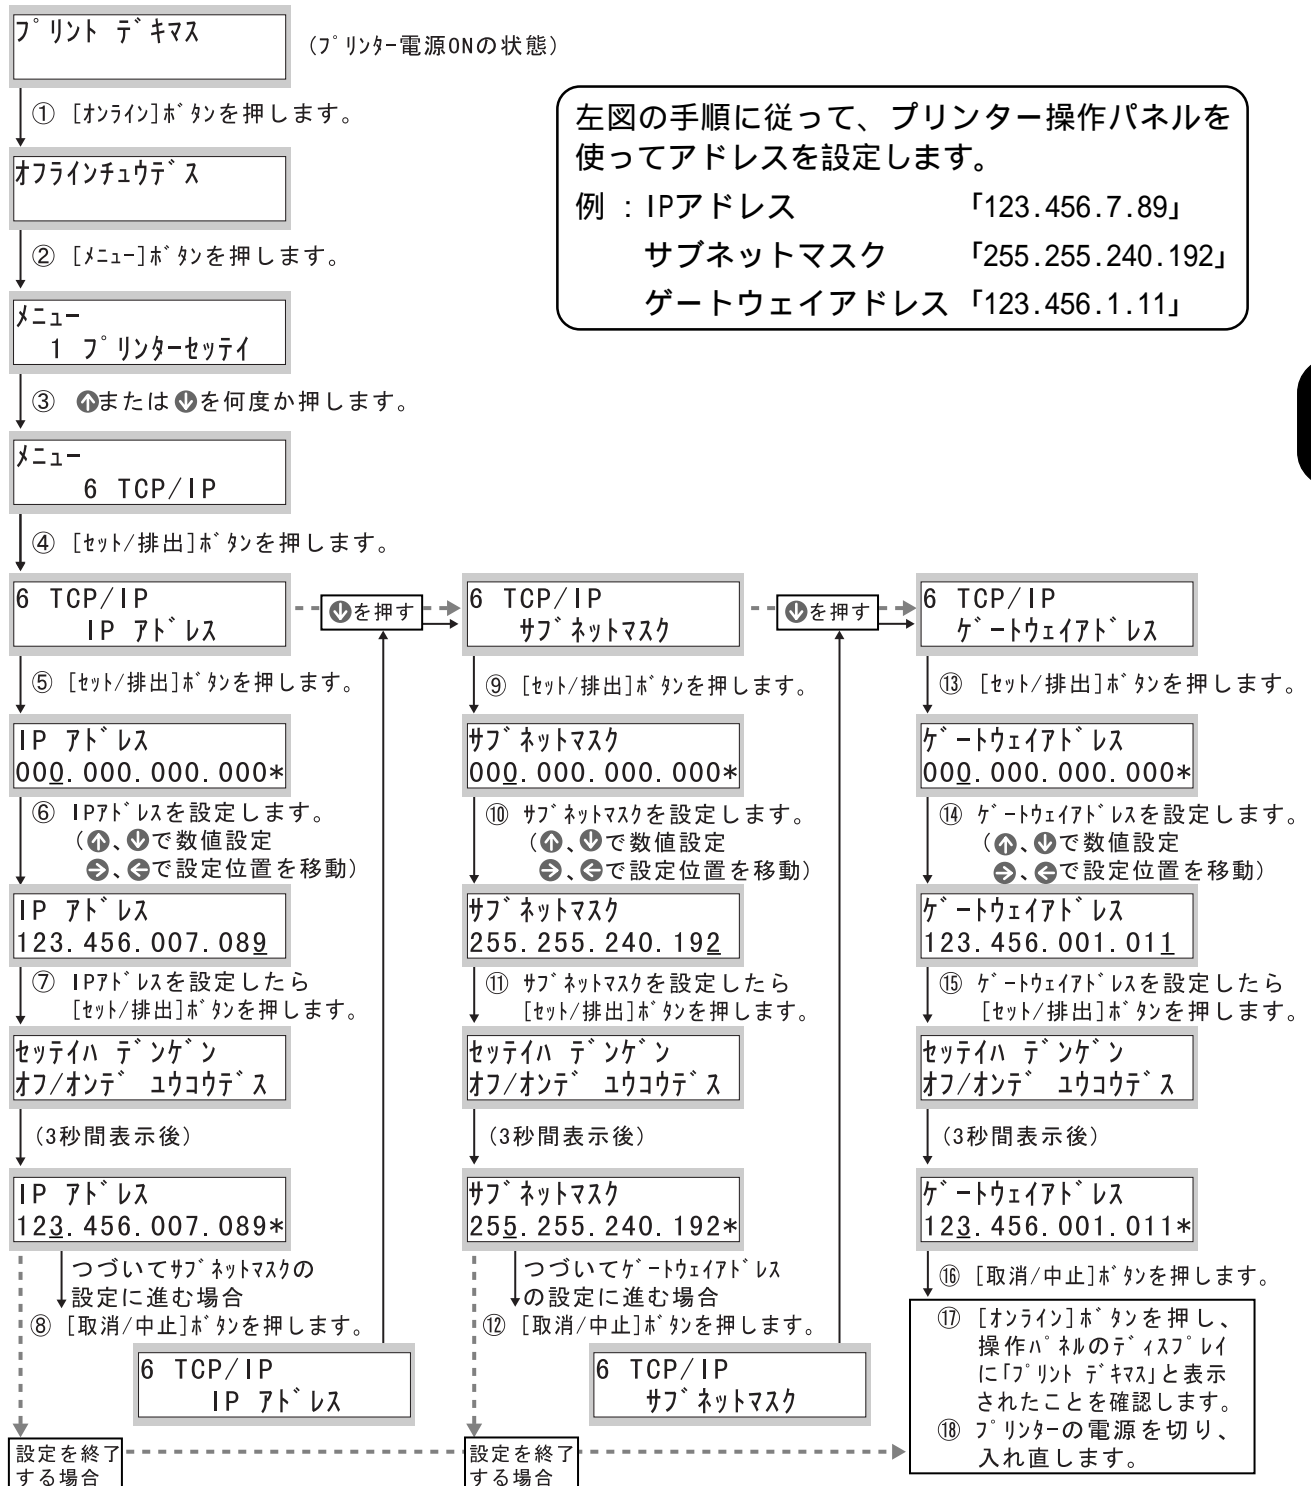 プリント デキマス
（プリンター電源ONの状態）
① [オンライン]ボタンを押します。
オフラインチュウデス
② [メニュー]ボタンを押します。
メニュー
1 プリンターセッテイ
③ ↑または↓を何度か押します。
メニュー
6 TCP/IP
④ [セット/排出]ボタンを押します。
左図の手順に従って、プリンター操作パネルを
使ってアドレスを設定します。
例 ：IPアドレス 「123.456.7.89」
サブネットマスク 「255.255.240.192」
ゲートウェイアドレス 「123.456.1.11」
6 TCP/IP
IP アドレス
⑤ [セット/排出]ボタンを押します。
IP アドレス
000.000.000.000*
⑥ IPアドレスを設定します。
（↑、↓で数値設定
→、←で設定位置を移動）
IP アドレス
123.456.007.089
⑦ IPアドレスを設定したら
[セット/排出]ボタンを押します。
セッテイハ デンゲン
オフ/オンデ ユウコウデス
（3秒間表示後）
IP アドレス
123.456.007.089*
つづいてサブネットマスクの
設定に進む場合
⑧ [取消/中止]ボタンを押します。
6 TCP/IP
IP アドレス
設定を終了
する場合
↓を押す
6 TCP/IP
サブネットマスク
⑨ [セット/排出]ボタンを押します。
サブネットマスク
000.000.000.000*
⑩ サブネットマスクを設定します。
（↑、↓で数値設定
→、←で設定位置を移動）
サブネットマスク
255.255.240.192
⑪ サブネットマスクを設定したら
[セット/排出]ボタンを押します。
セッテイハ デンゲン
オフ/オンデ ユウコウデス
（3秒間表示後）
サブネットマスク
255.255.240.192*
つづいてゲートウェイアドレス
の設定に進む場合
⑫ [取消/中止]ボタンを押します。
6 TCP/IP
サブネットマスク
設定を終了
する場合
↓を押す
6 TCP/IP
ゲートウェイアドレス
⑬ [セット/排出]ボタンを押します。
ゲートウェイアドレス
000.000.000.000*
⑭ ゲートウェイアドレスを設定します。
（↑、↓で数値設定
→、←で設定位置を移動）
ゲートウェイアドレス
123.456.001.011
⑮ ゲートウェイアドレスを設定したら
[セット/排出]ボタンを押します。
セッテイハ デンゲン
オフ/オンデ ユウコウデス
（3秒間表示後）
ゲートウェイアドレス
123.456.001.011*
⑯ [取消/中止]ボタンを押します。
⑰ [オンライン]ボタンを押し、
操作パネルのディスプレイ
に「プリント デキマス」と表示
されたことを確認します。
⑱ プリンターの電源を切り、
入れ直します。